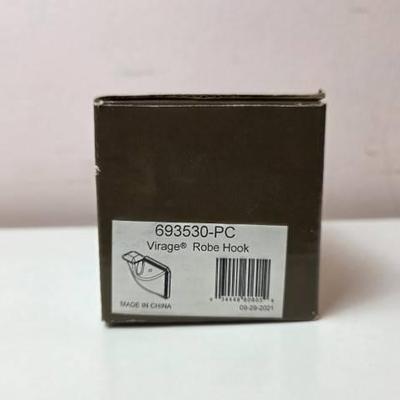 693530-PC
Virage® Robe Hook
MADE IN CHINA
09-29-2021